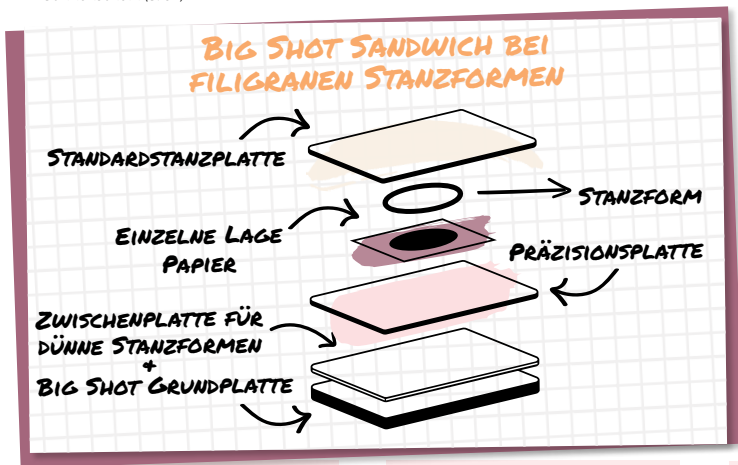 Big Shot Sandwich bei
filigranen Stanzformen
Standardstanzplatte
Stanzform
Einzelne Lage
Papier
Präzisionsplatte
Zwischenplatte für
dünne Stanzformen
+
Big Shot Grundplatte